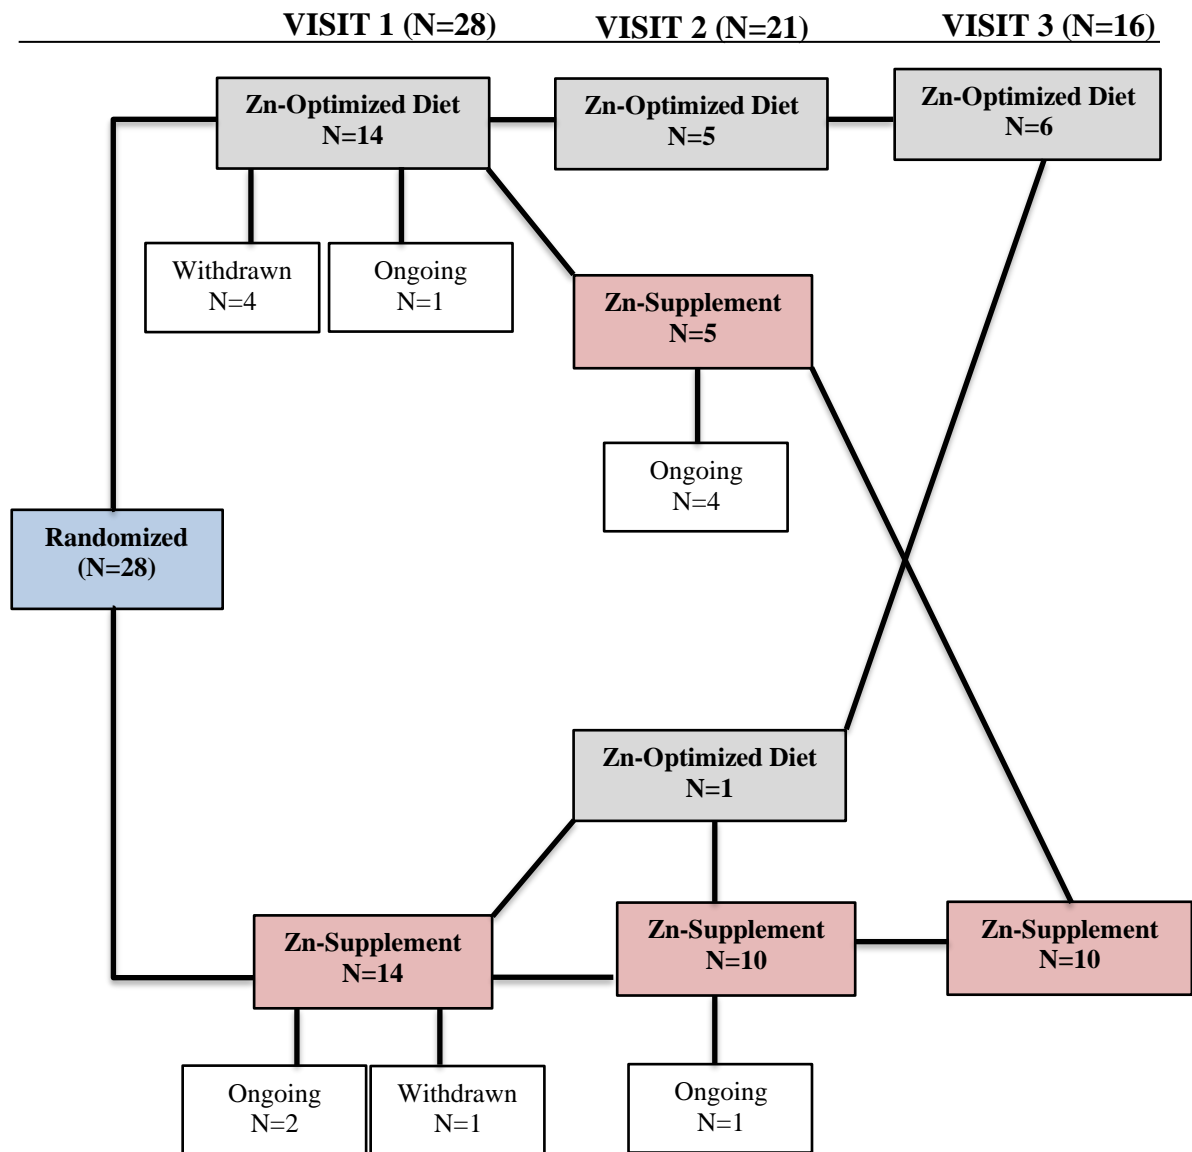 VISIT 1 (N=28)
VISIT 2 (N=21)
VISIT 3 (N=16)
Zn-Optimized Diet
N=14
Zn-Optimized Diet
N=5
Zn-Optimized Diet
N=6
Withdrawn
N=4
Ongoing
N=1
Zn-Supplement
N=5
Ongoing
N=4
Randomized
(N=28)
Zn-Optimized Diet
N=1
Zn-Supplement
N=14
Zn-Supplement
N=10
Zn-Supplement
N=10
Ongoing
N=2
Withdrawn
N=1
Ongoing
N=1